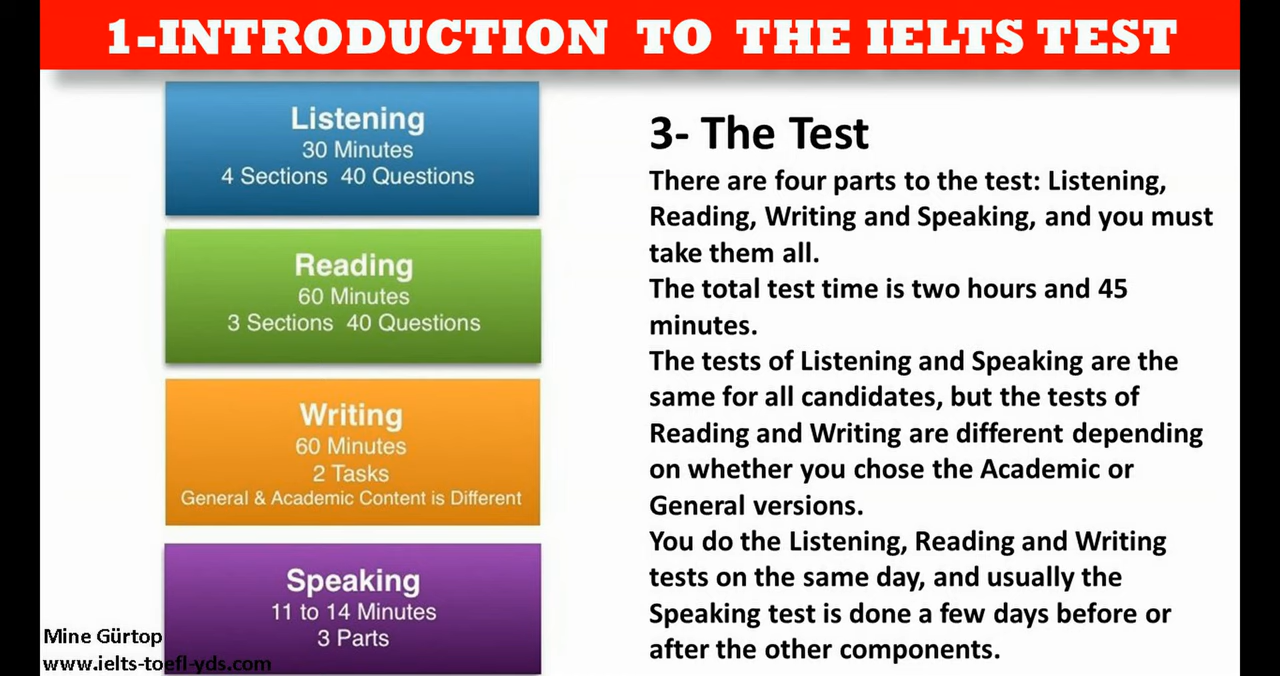 1-INTRODUCTION TO THE IELTS TEST
Listening
30 Minutes
4 Sections 40 Questions
Reading
60 Minutes
3 Sections 40 Questions
Writing
60 Minutes
2 Tasks
General & Academic Content is Different
Speaking
11 to 14 Minutes
3 Parts
Mine Gürtop
www.ielts-toefl-yds.com
3- The Test
There are four parts to the test: Listening,
Reading, Writing and Speaking, and you must
take them all.
The total test time is two hours and 45
minutes.
The tests of Listening and Speaking are the
same for all candidates, but the tests of
Reading and Writing are different depending
on whether you chose the Academic or
General versions.
You do the Listening, Reading and Writing
tests on the same day, and usually the
Speaking test is done a few days before or
after the other components.